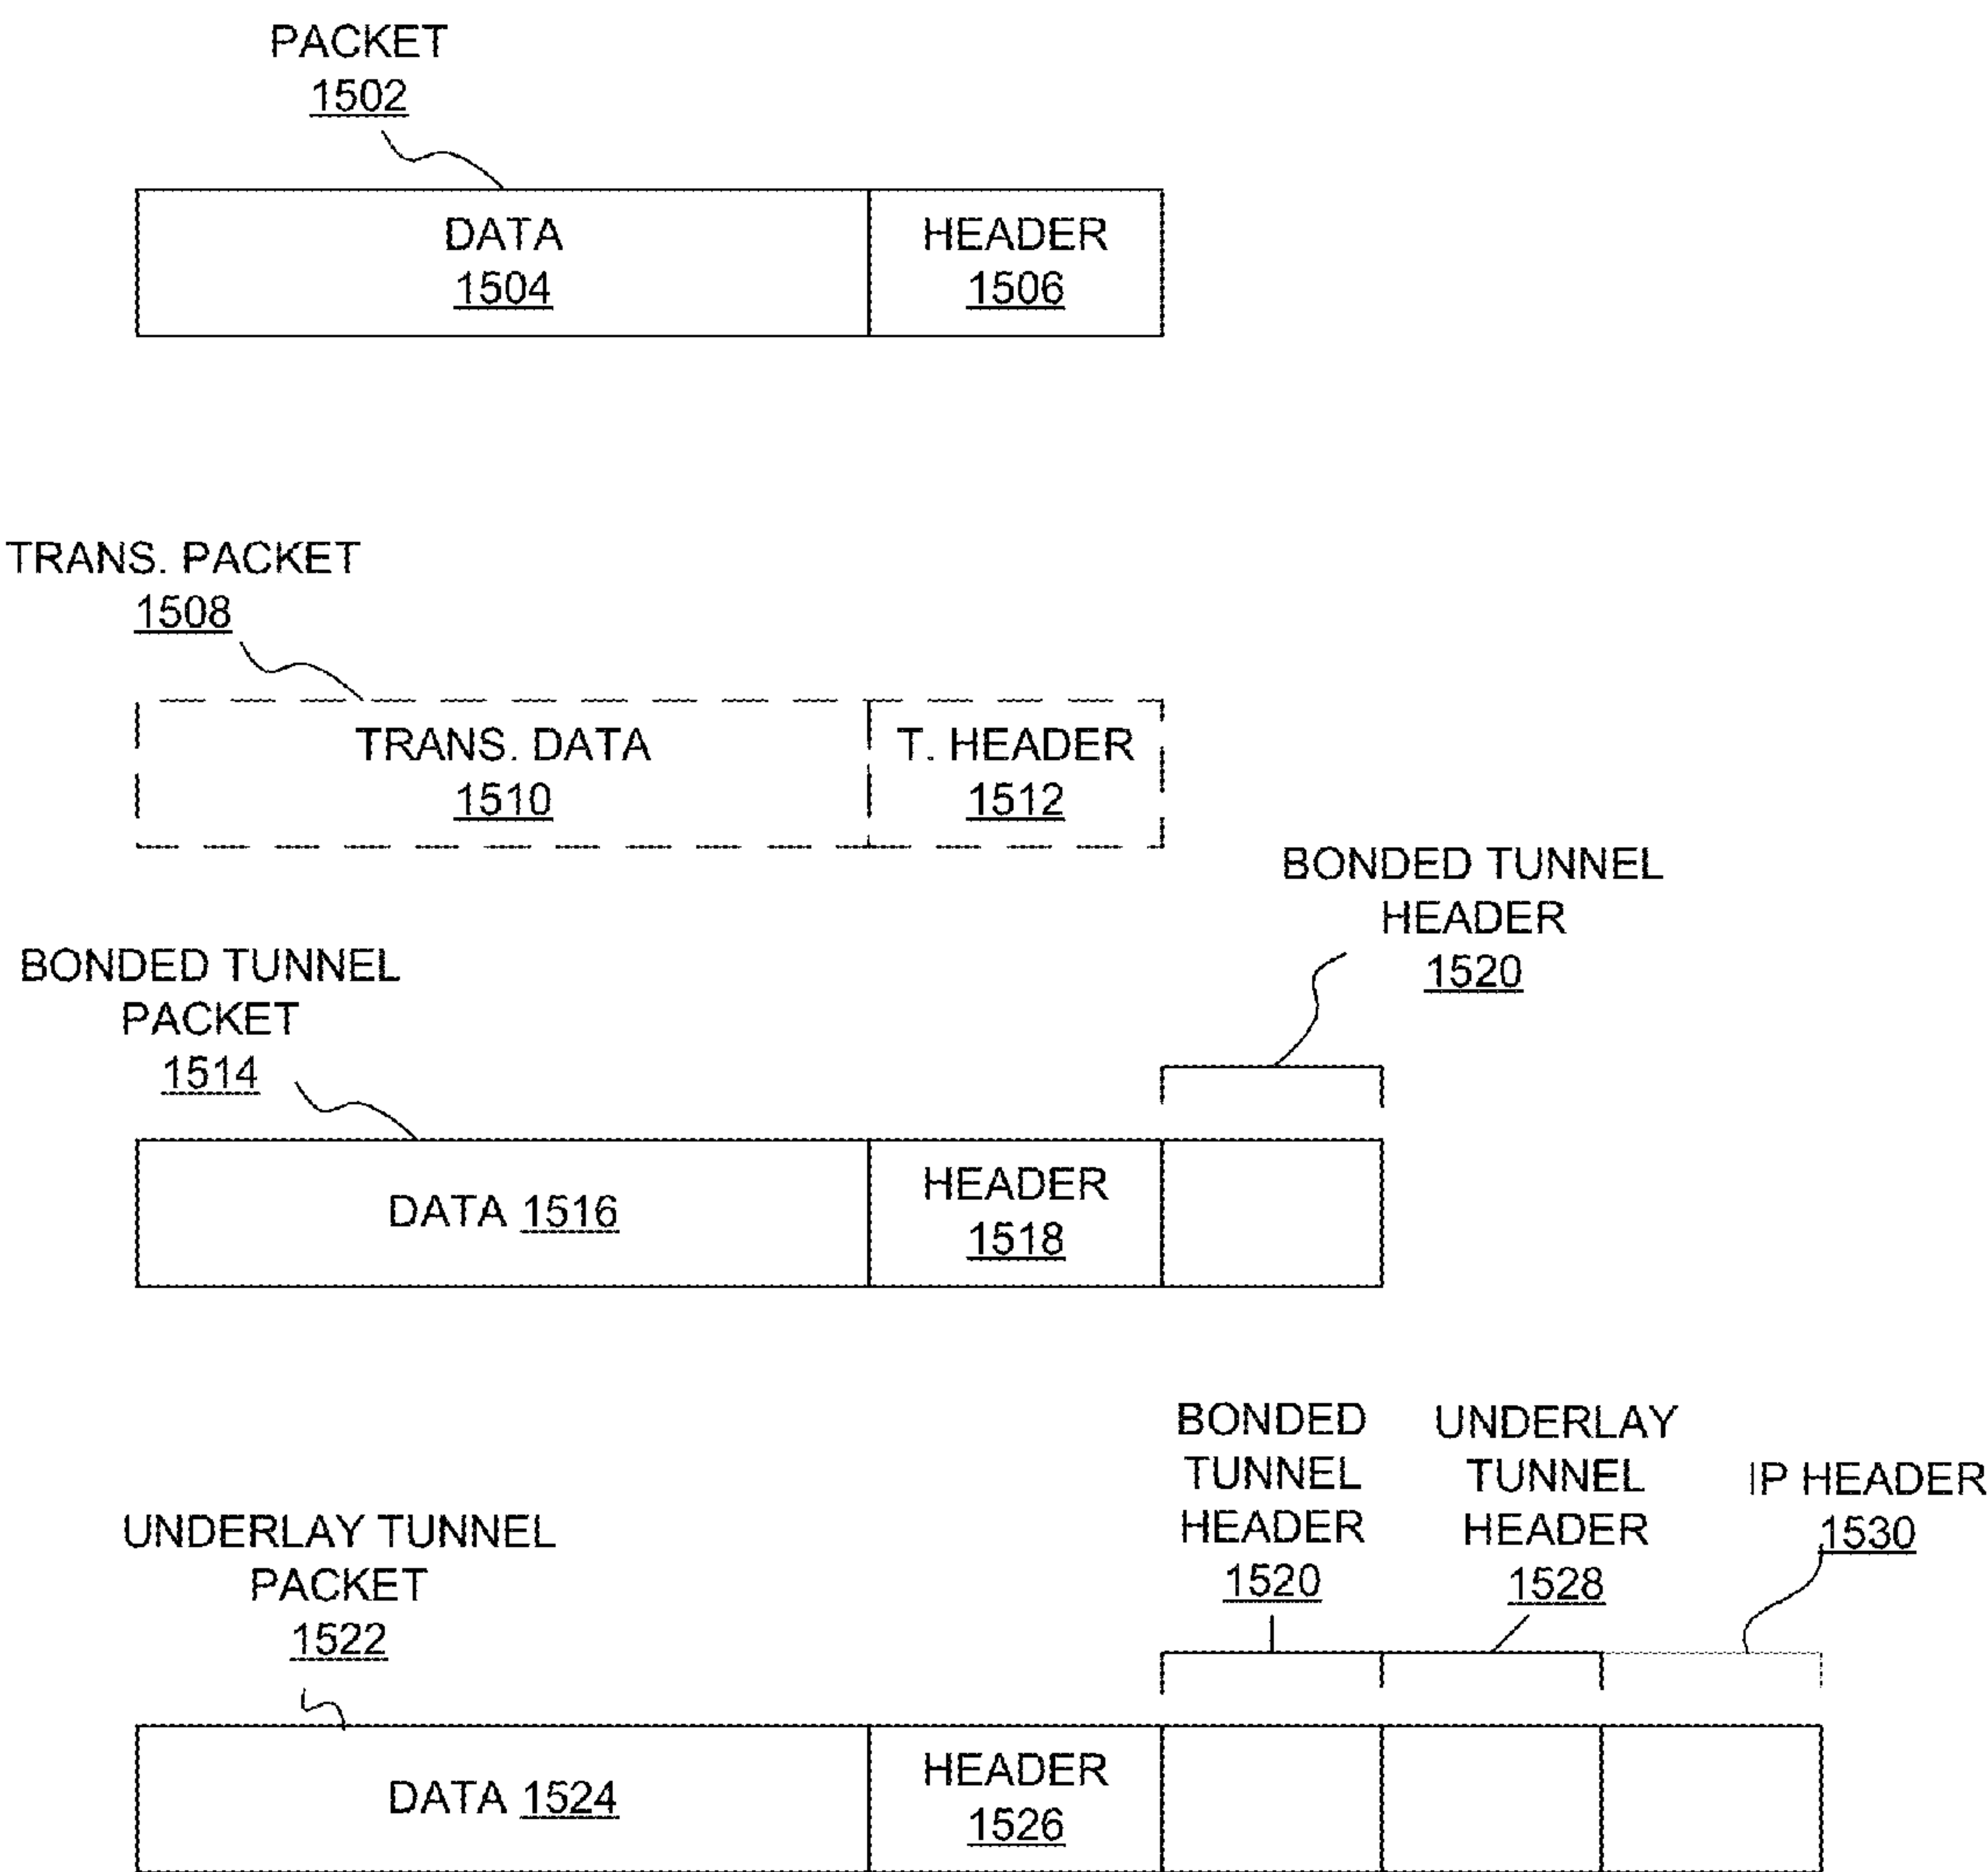 PACKET
1502
DATA
1504
HEADER
1506
TRANS. PACKET
1508
TRANS. DATA
1510
T. HEADER
1512
BONDED TUNNEL
HEADER
1520
BONDED TUNNEL
PACKET
1514
DATA 1516
HEADER
1518
BONDED
TUNNEL
HEADER
1520
UNDERLAY
TUNNEL
HEADER
1528
IP HEADER
1530
UNDERLAY TUNNEL
PACKET
1522
DATA 1524
HEADER
1526